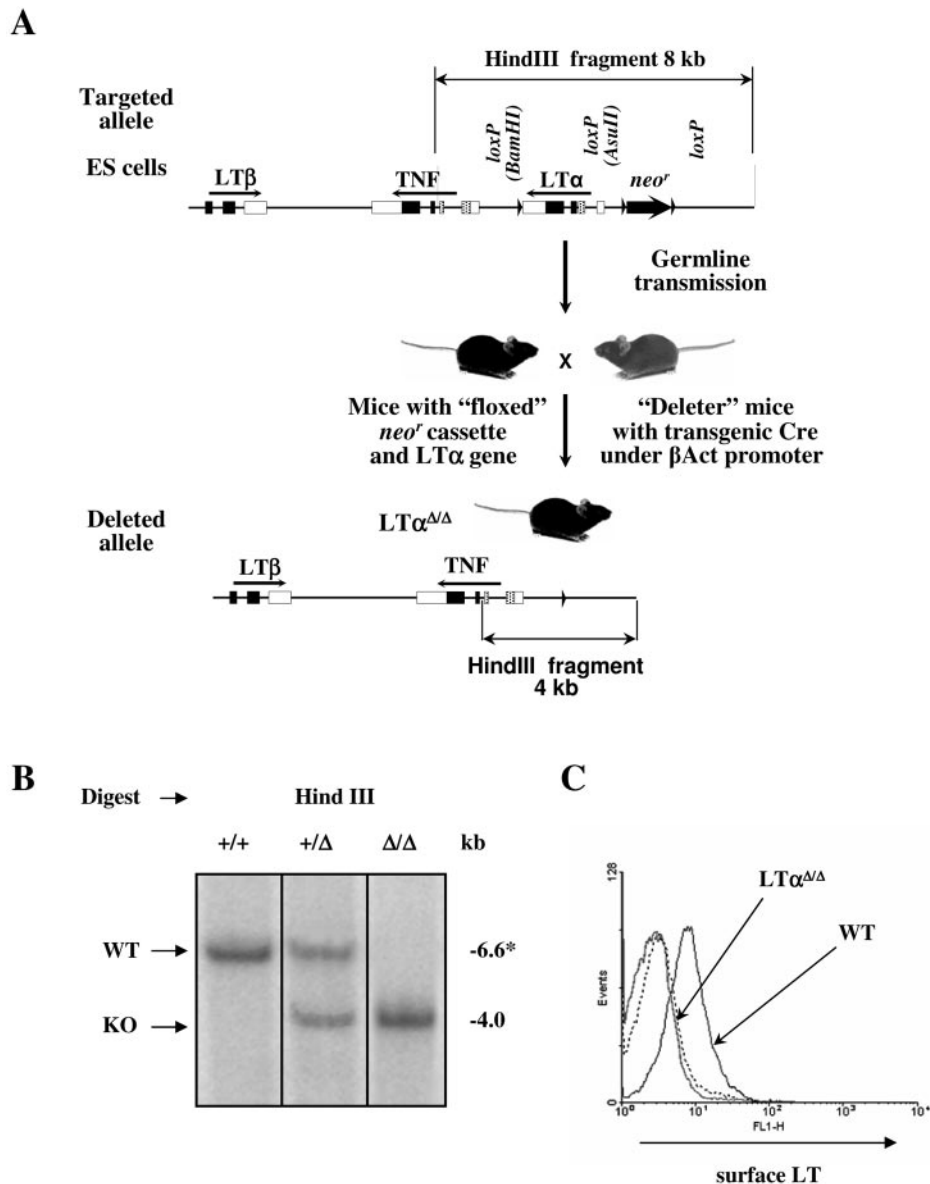 A
HindIII fragment 8 kb
Targeted
allele
loxP
(BamHI)
loxP
(AsuII)
loxP
ES cells
LTβ
TNF
LTα
neoʳ
Germline
transmission
X
Mice with “floxed”
neoʳ cassette
and LTα gene
“Deleter” mice
with transgenic Cre
under βAct promoter
Deleted
allele
LTαΔ/Δ
LTβ
TNF
HindIII fragment
4 kb
B
Digest
Hind III
+/+ +/Δ Δ/Δ kb
WT
-6.6*
KO
-4.0
C
128
Events
0
LTαΔ/Δ
WT
10⁰ 10¹ 10² 10³ 10⁴
FL1-H
surface LT